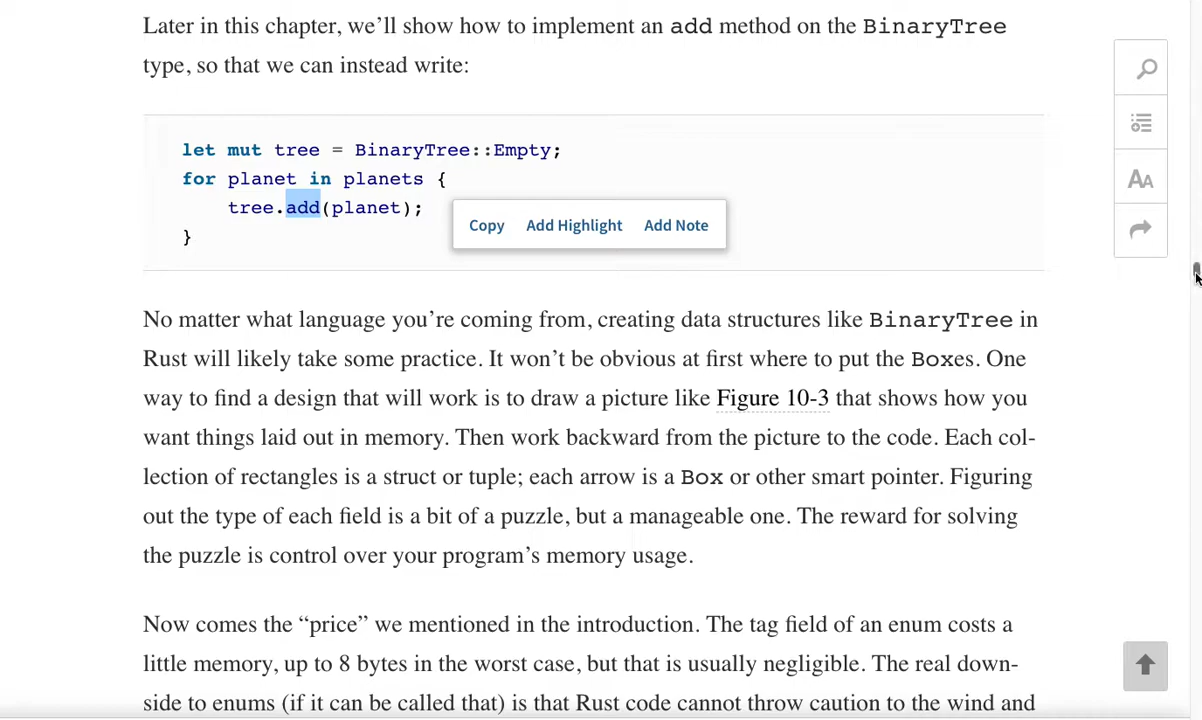 Later in this chapter, we’ll show how to implement an add method on the BinaryTree
type, so that we can instead write:
let mut tree = BinaryTree::Empty;
for planet in planets {
    tree.add(planet);
}
Copy Add Highlight Add Note
AA
No matter what language you’re coming from, creating data structures like BinaryTree in
Rust will likely take some practice. It won’t be obvious at first where to put the Boxes. One
way to find a design that will work is to draw a picture like Figure 10-3 that shows how you
want things laid out in memory. Then work backward from the picture to the code. Each col-
lection of rectangles is a struct or tuple; each arrow is a Box or other smart pointer. Figuring
out the type of each field is a bit of a puzzle, but a manageable one. The reward for solving
the puzzle is control over your program’s memory usage.
Now comes the “price” we mentioned in the introduction. The tag field of an enum costs a
little memory, up to 8 bytes in the worst case, but that is usually negligible. The real down-
side to enums (if it can be called that) is that Rust code cannot throw caution to the wind and